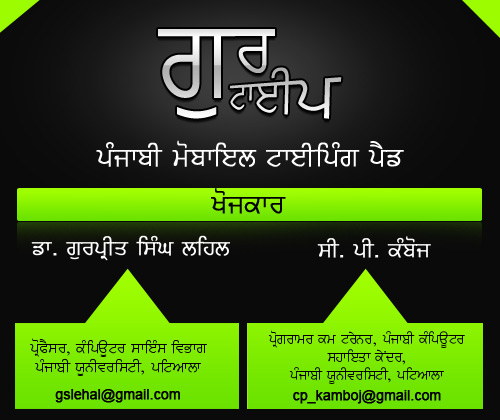 ਗੁਰ
ਟਾਈਪ
ਪੰਜਾਬੀ ਮੋਬਾਇਲ ਟਾਈਪਿੰਗ ਪੈਡ
ਖੋਜਕਾਰ
ਡਾ. ਗੁਰਪ੍ਰੀਤ ਸਿੰਘ ਲਹਿਲ
ਪ੍ਰੋਫੈਸਰ, ਕੰਪਿਊਟਰ ਸਾਇੰਸ ਵਿਭਾਗ
ਪੰਜਾਬੀ ਯੂਨੀਵਰਸਿਟੀ, ਪਟਿਆਲਾ
gslehal@gmail.com
ਸੀ. ਪੀ. ਕੰਬੋਜ
ਪ੍ਰੋਗਰਾਮਰ ਕਮ ਟਰੇਨਰ, ਪੰਜਾਬੀ ਕੰਪਿਊਟਰ
ਸਹਾਇਤਾ ਕੇਂਦਰ,
ਪੰਜਾਬੀ ਯੂਨੀਵਰਸਿਟੀ, ਪਟਿਆਲਾ
cp_kamboj@gmail.com